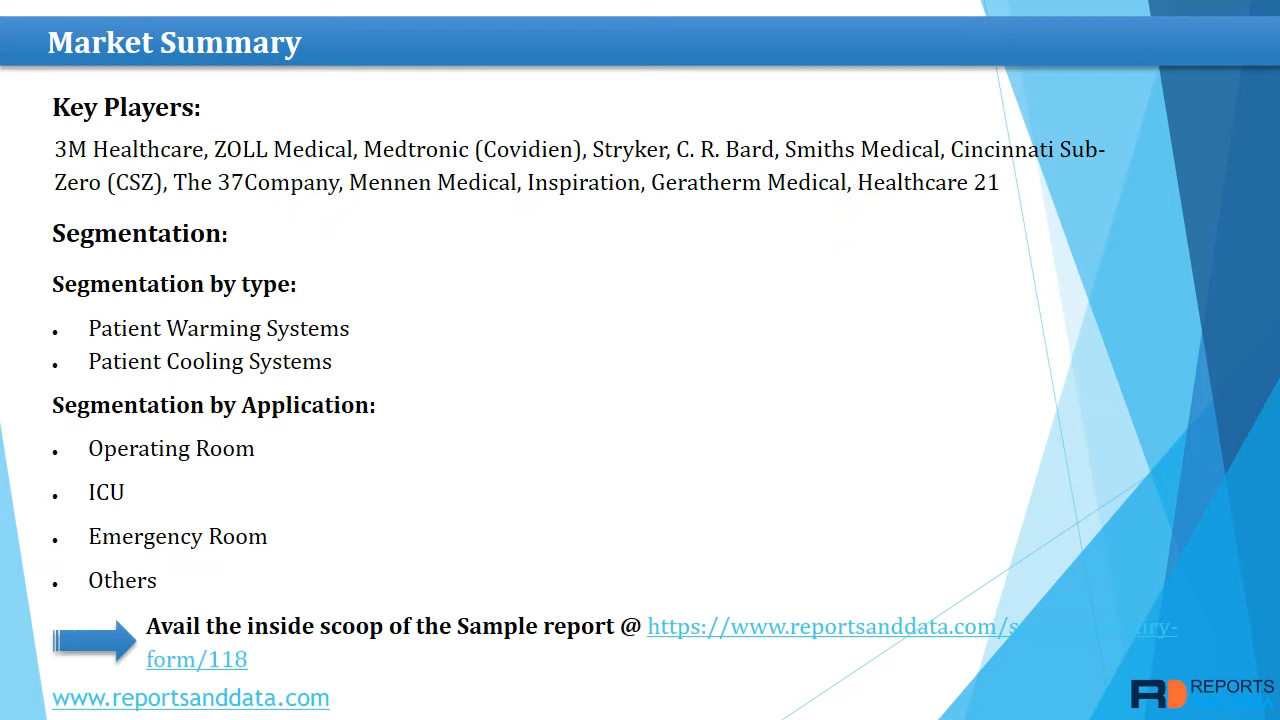 Market Summary
Key Players:
3M Healthcare, ZOLL Medical, Medtronic (Covidien), Stryker, C. R. Bard, Smiths Medical, Cincinnati Sub-
Zero (CSZ), The 37Company, Mennen Medical, Inspiration, Geratherm Medical, Healthcare 21
Segmentation:
Segmentation by type:
• Patient Warming Systems
• Patient Cooling Systems
Segmentation by Application:
• Operating Room
• ICU
• Emergency Room
• Others
Avail the inside scoop of the Sample report @ https://www.reportsanddata.com/
form/118
www.reportsanddata.com
REPORTS